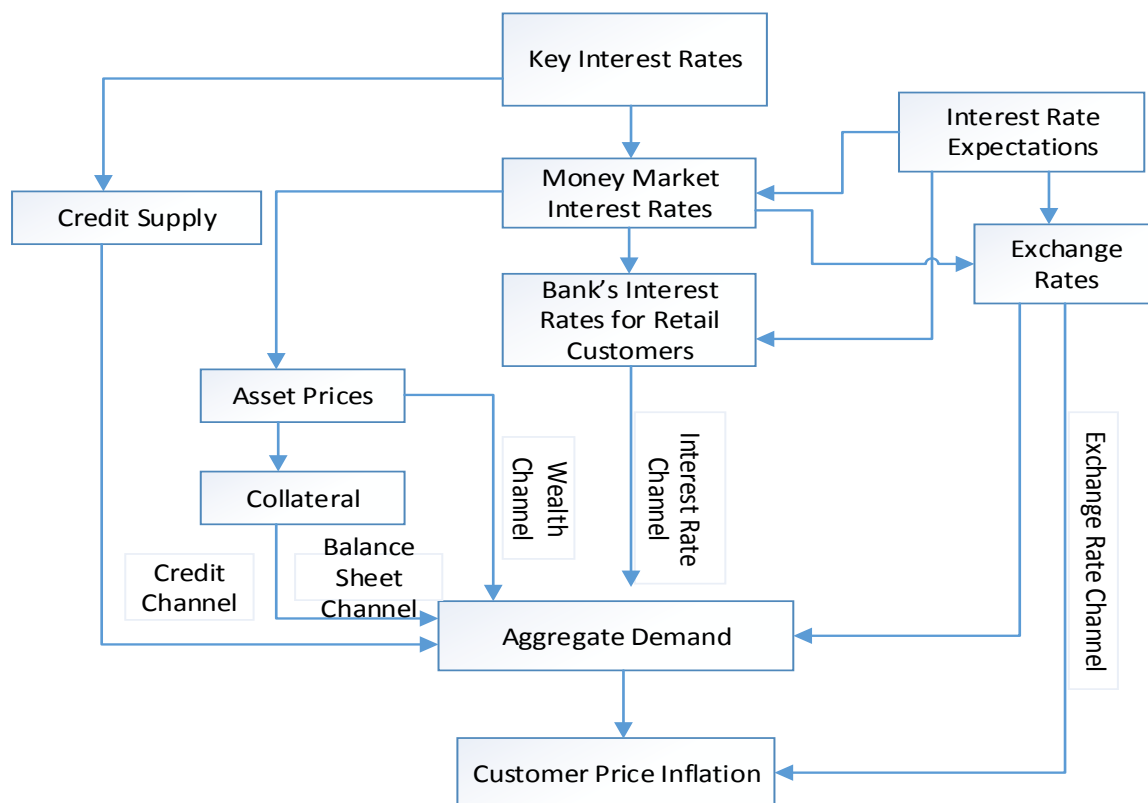 Key Interest Rates
Interest Rate
Expectations
Money Market
Interest Rates
Credit Supply
Exchange
Rates
Bank's Interest
Rates for Retail
Customers
Asset Prices
Wealth
Channel
Interest Rate
Channel
Exchange Rate Channel
Collateral
Credit
Channel
Balance
Sheet
Channel
Aggregate Demand
Customer Price Inflation